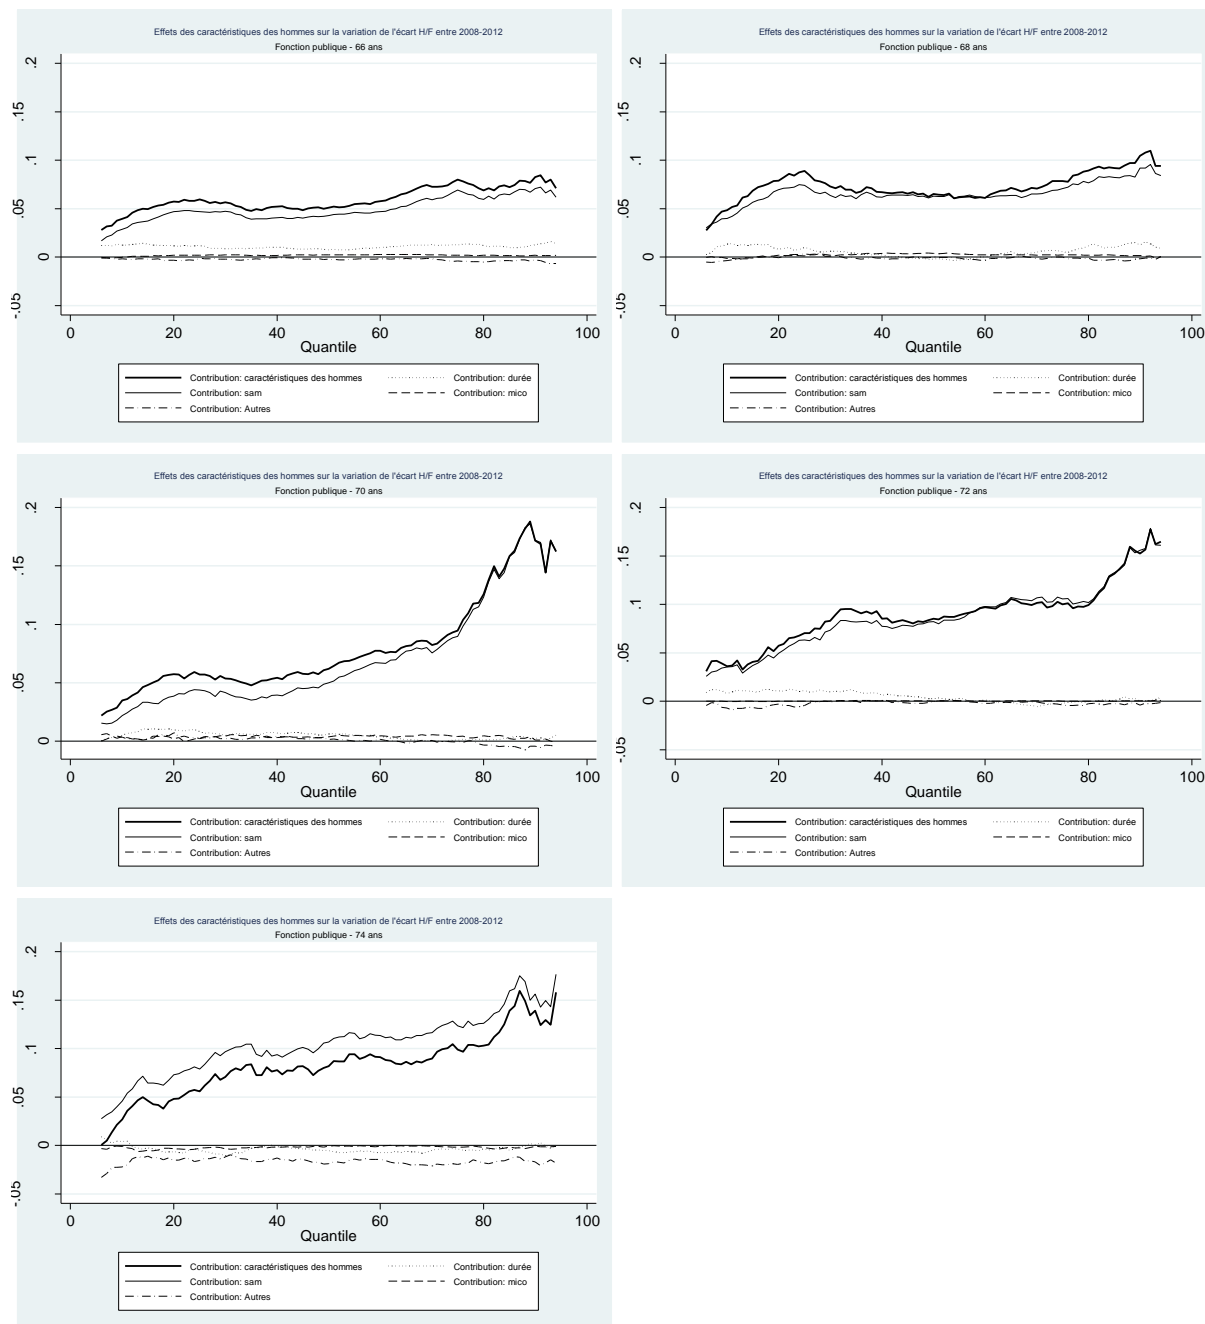 Effets des caractéristiques des hommes sur la variation de l'écart H/F entre 2008-2012
Fonction publique - 66 ans
.2
.15
.1
.05
0
-.05
0 20 40 60 80 100
Quantile
Contribution: caractéristiques des hommes Contribution: durée
Contribution: sam Contribution: mico
Contribution: Autres
Effets des caractéristiques des hommes sur la variation de l'écart H/F entre 2008-2012
Fonction publique - 68 ans
.2
.15
.1
.05
0
-.05
0 20 40 60 80 100
Quantile
Contribution: caractéristiques des hommes Contribution: durée
Contribution: sam Contribution: mico
Contribution: Autres
Effets des caractéristiques des hommes sur la variation de l'écart H/F entre 2008-2012
Fonction publique - 70 ans
.2
.15
.1
.05
0
0 20 40 60 80 100
Quantile
Contribution: caractéristiques des hommes Contribution: durée
Contribution: sam Contribution: mico
Contribution: Autres
Effets des caractéristiques des hommes sur la variation de l'écart H/F entre 2008-2012
Fonction publique - 72 ans
.2
.15
.1
.05
0
-.05
0 20 40 60 80 100
Quantile
Contribution: caractéristiques des hommes Contribution: durée
Contribution: sam Contribution: mico
Contribution: Autres
Effets des caractéristiques des hommes sur la variation de l'écart H/F entre 2008-2012
Fonction publique - 74 ans
.2
.15
.1
.05
0
-.05
0 20 40 60 80 100
Quantile
Contribution: caractéristiques des hommes Contribution: durée
Contribution: sam Contribution: mico
Contribution: Autres